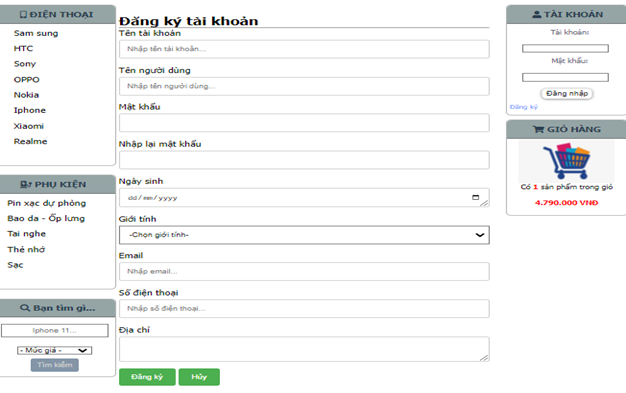 ĐIỆN THOẠI
Sam sung
HTC
Sony
OPPO
Nokia
Iphone
Xiaomi
Realme
PHỤ KIỆN
Pin xạc dự phòng
Bao da - Ốp lưng
Tai nghe
Thẻ nhớ
Sạc
Bạn tìm gì...
Iphone 11...
- Mức giá -
Tìm kiếm
Đăng ký tài khoản
Tên tài khoản
Nhập tên tài khoản...
Tên người dùng
Nhập tên người dùng...
Mật khẩu
Nhập lại mật khẩu
Ngày sinh
dd/mm/yyyy
Giới tính
-Chọn giới tính-
Email
Nhập email...
Số điện thoại
Nhập số điện thoại...
Địa chỉ
Đăng ký
Hủy
TÀI KHOẢN
Tài khoản:
Mật khẩu:
Đăng nhập
Đăng ký
GIỎ HÀNG
Có 1 sản phẩm trong giỏ
4.790.000 VNĐ